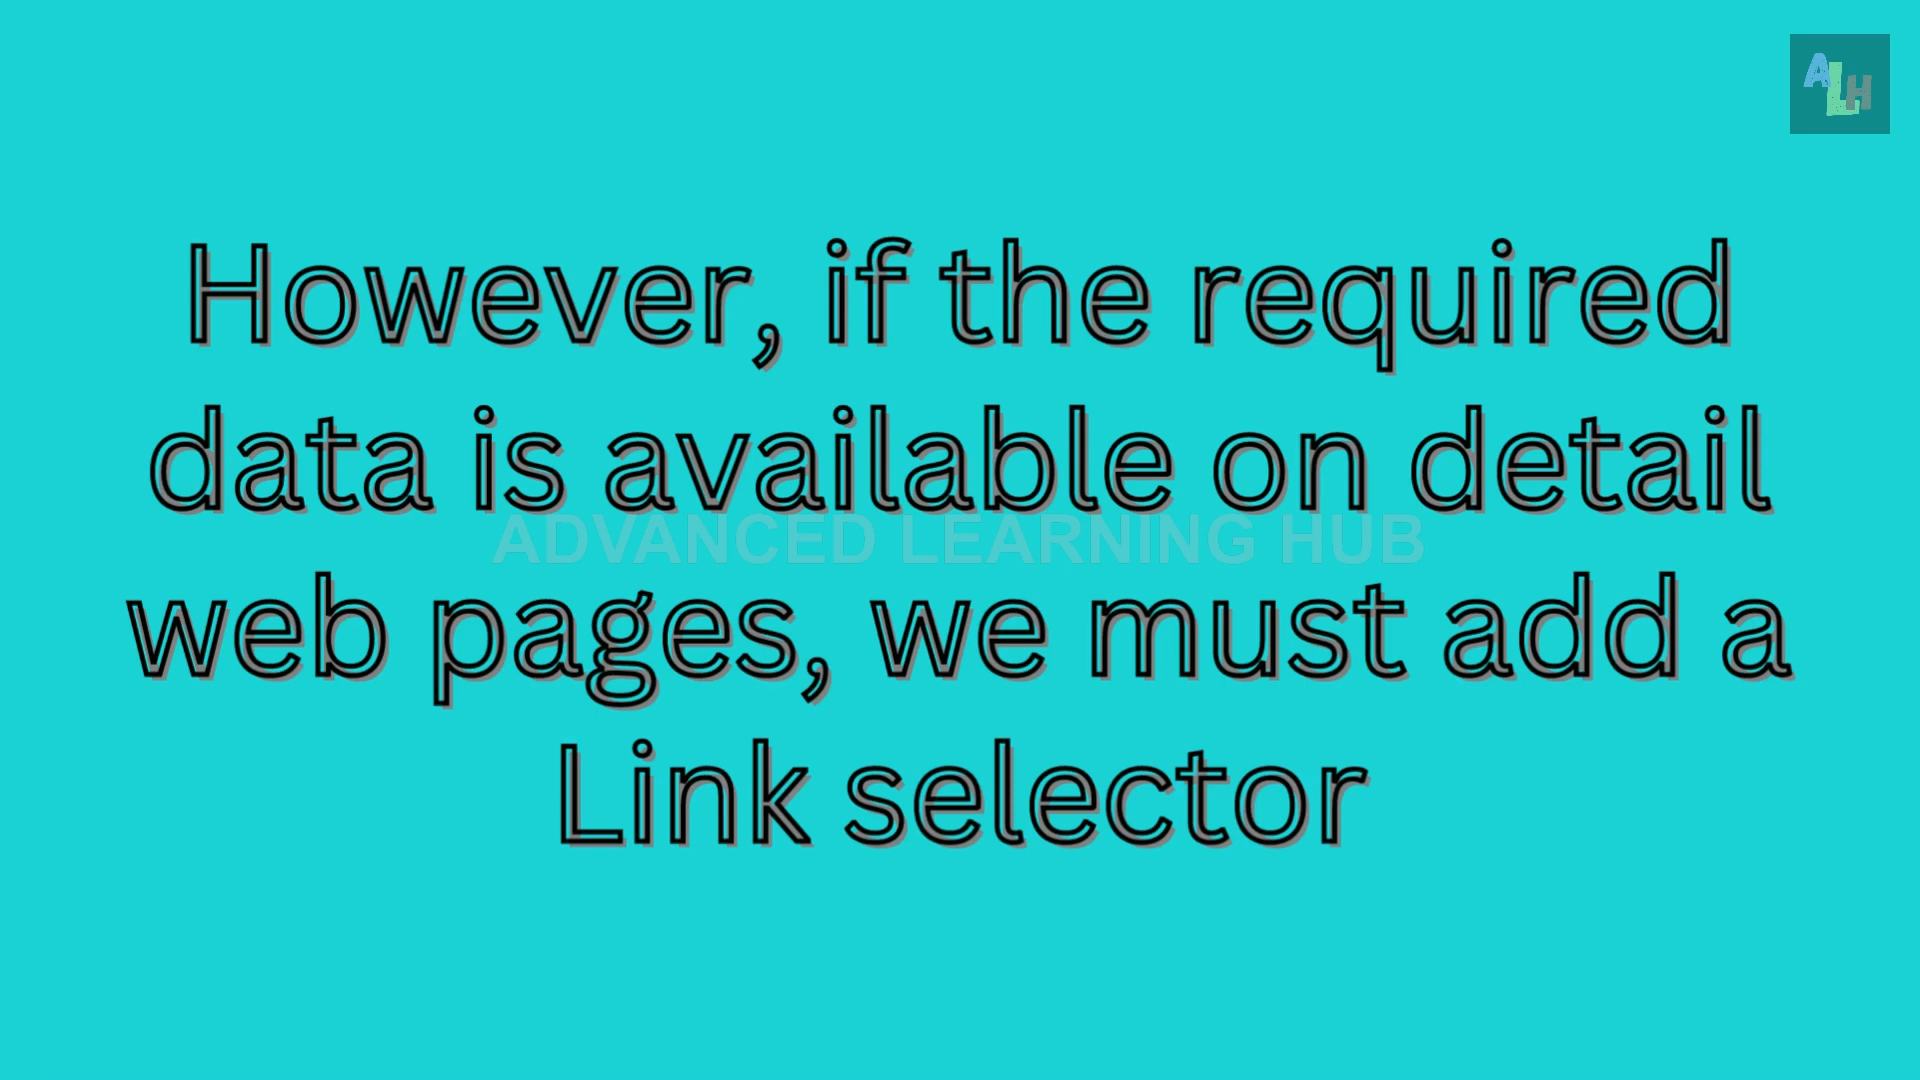 ALH
However, if the required
data is available on detail
ADVANCED LEARNING HUB
web pages, we must add a
Link selector